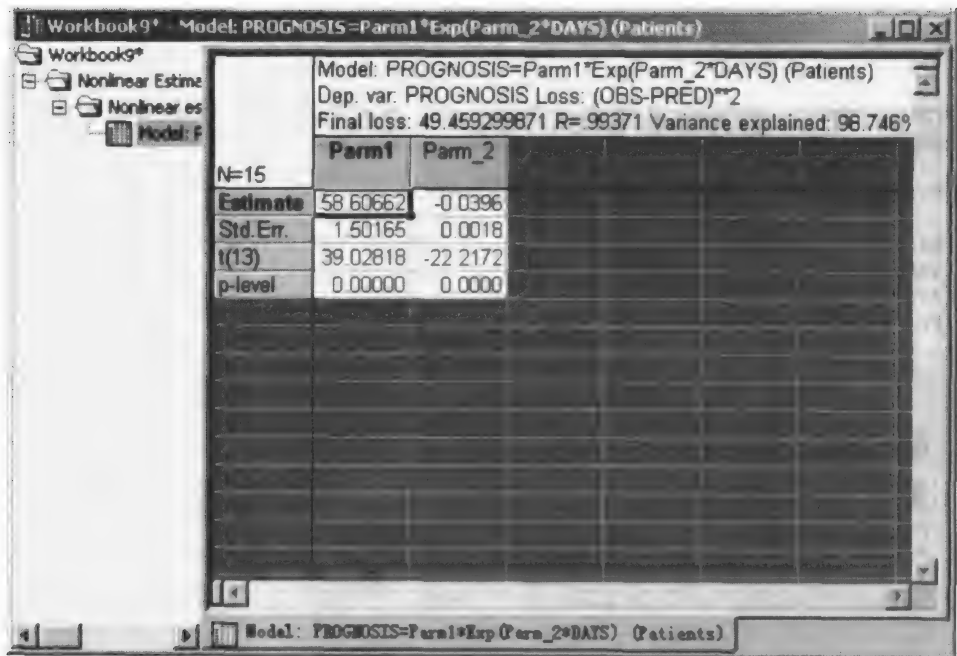 Workbook9* Model: PROGNOSIS=Parm1*Exp(Parm_2*DAYS) (Patients)
Workbook9*
Nonlinear Estima
Nonlinear es
Model: P
Model: PROGNOSIS=Parm1*Exp(Parm_2*DAYS) (Patients)
Dep. var. PROGNOSIS Loss: (OBS-PRED)**2
Final loss: 49.459299871 R= .99371 Variance explained: 98.746%
N=15 Parm1 Parm_2
Estimate 58.60662 -0.0396
Std.Err. 1.50165 0.0018
t(13) 39.02818 -22.2172
p-level 0.00000 0.0000
Model: PROGNOSIS=Parm1*Exp(Parm_2*DAYS) (Patients)